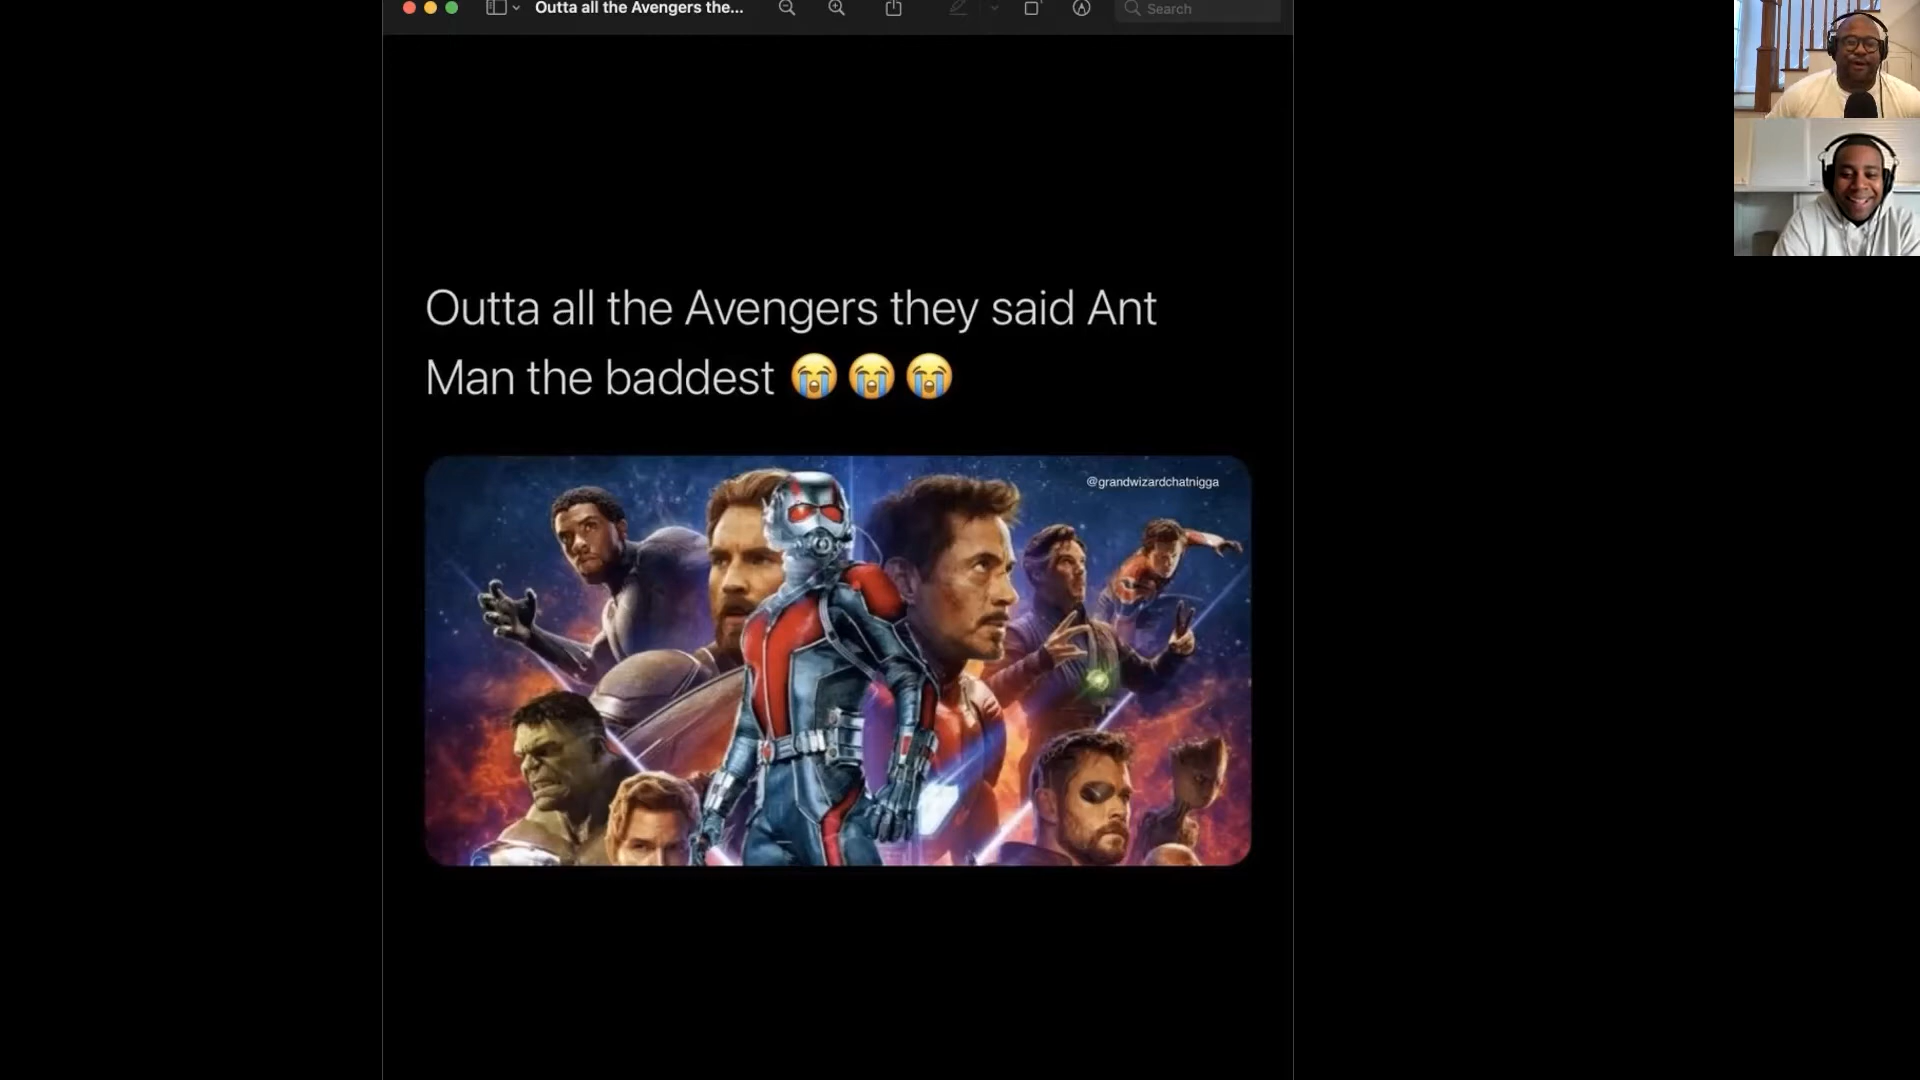 Outta all the Avengers the...
Search
Outta all the Avengers they said Ant
Man the baddest 😭😭😭
@grandwizardchatnigga